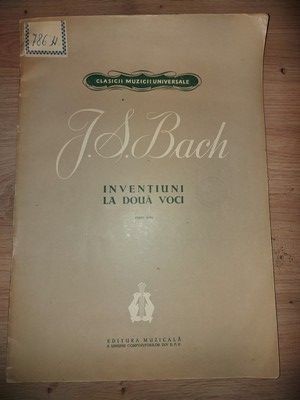 786 N
CLASICII MUZICII UNIVERSALE
J.S.Bach
INVENȚIUNI
LA DOUĂ VOCI
EDITURA MUZICALĂ
A UNIUNII COMPOZITORILOR DIN R.P.R.